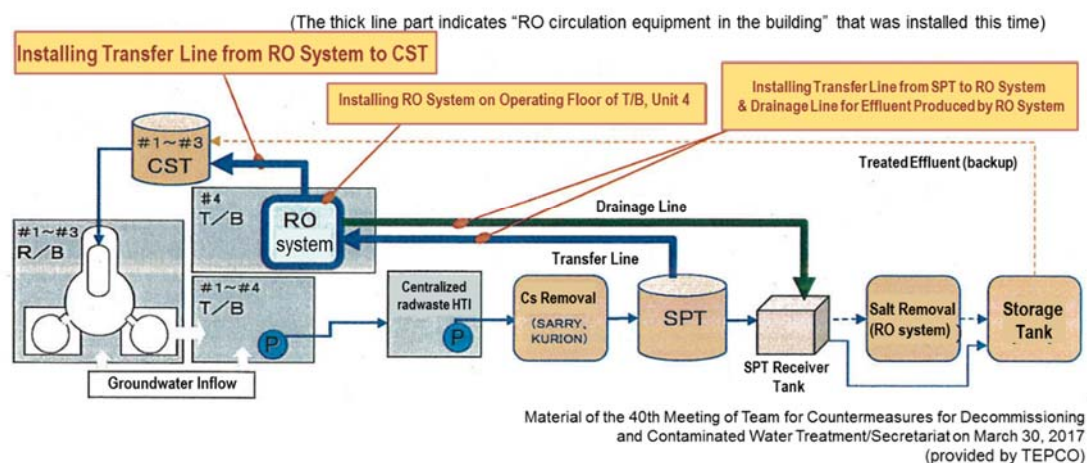 (The thick line part indicates “RO circulation equipment in the building” that was installed this time)
Installing Transfer Line from RO System to CST
Installing RO System on Operating Floor of T/B, Unit 4
Installing Transfer Line from SPT to RO System
& Drainage Line for Effluent Produced by RO System
#1~#3
CST
Treated Effluent (backup)
#4
T/B
RO
system
Drainage Line
Transfer Line
#1~#3
R/B
#1~#4
T/B
P
Centralized
radwaste HTI
P
Cs Removal
(SARRY,
KURION)
SPT
SPT Receiver
Tank
Salt Removal
(RO system)
Storage
Tank
Groundwater Inflow
Material of the 40th Meeting of Team for Countermeasures for Decommissioning
and Contaminated Water Treatment/Secretariat on March 30, 2017
(provided by TEPCO)